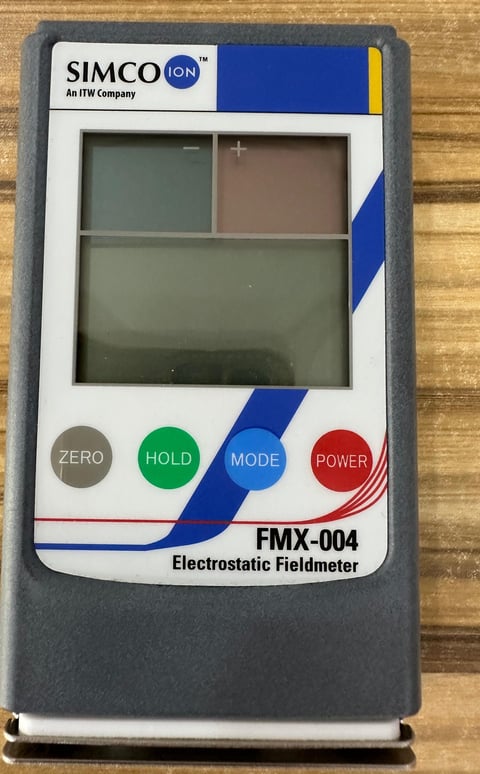 SIMCO ION™
An ITW Company
− +
ZERO HOLD MODE POWER
FMX-004
Electrostatic Fieldmeter